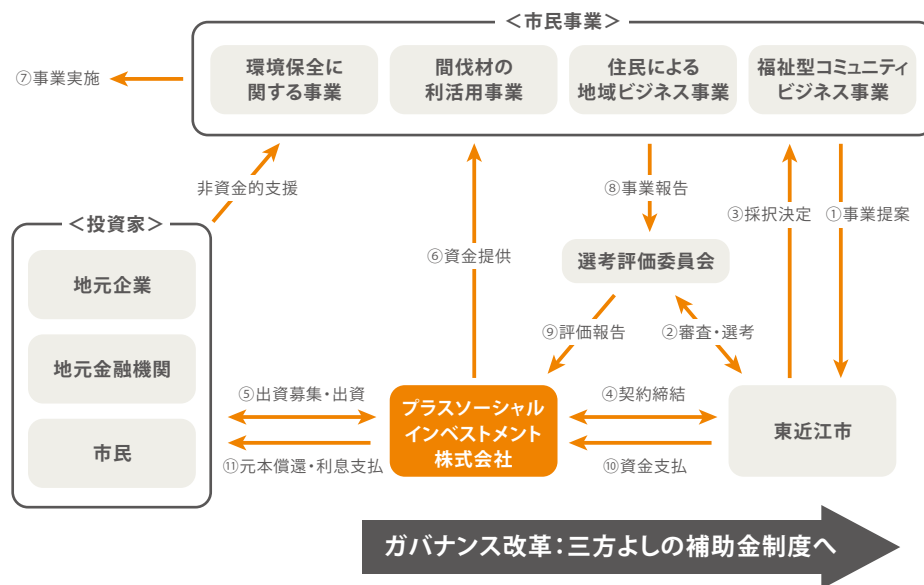 ＜市民事業＞
環境保全に
関する事業
間伐材の
利活用事業
住民による
地域ビジネス事業
福祉型コミュニティ
ビジネス事業
⑦事業実施
非資金的支援
⑧事業報告
③採択決定
①事業提案
＜投資家＞
地元企業
地元金融機関
市民
⑥資金提供
選考評価委員会
⑨評価報告
②審査・選考
⑤出資募集・出資
⑪元本償還・利息支払
プラスソーシャル
インベストメント
株式会社
④契約締結
⑩資金支払
東近江市
ガバナンス改革：三方よしの補助金制度へ